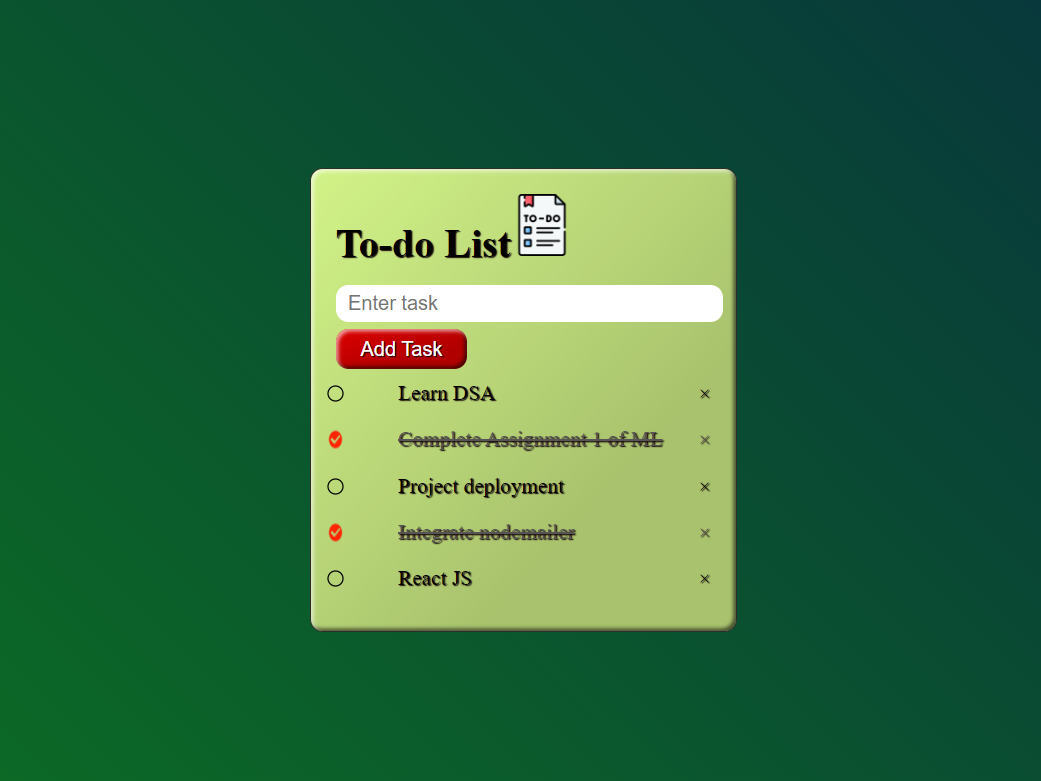 TO-DO
To-do List
Enter task
Add Task
Learn DSA ×
Complete Assignment 1 of ML ×
Project deployment ×
Integrate nodemailer ×
React JS ×